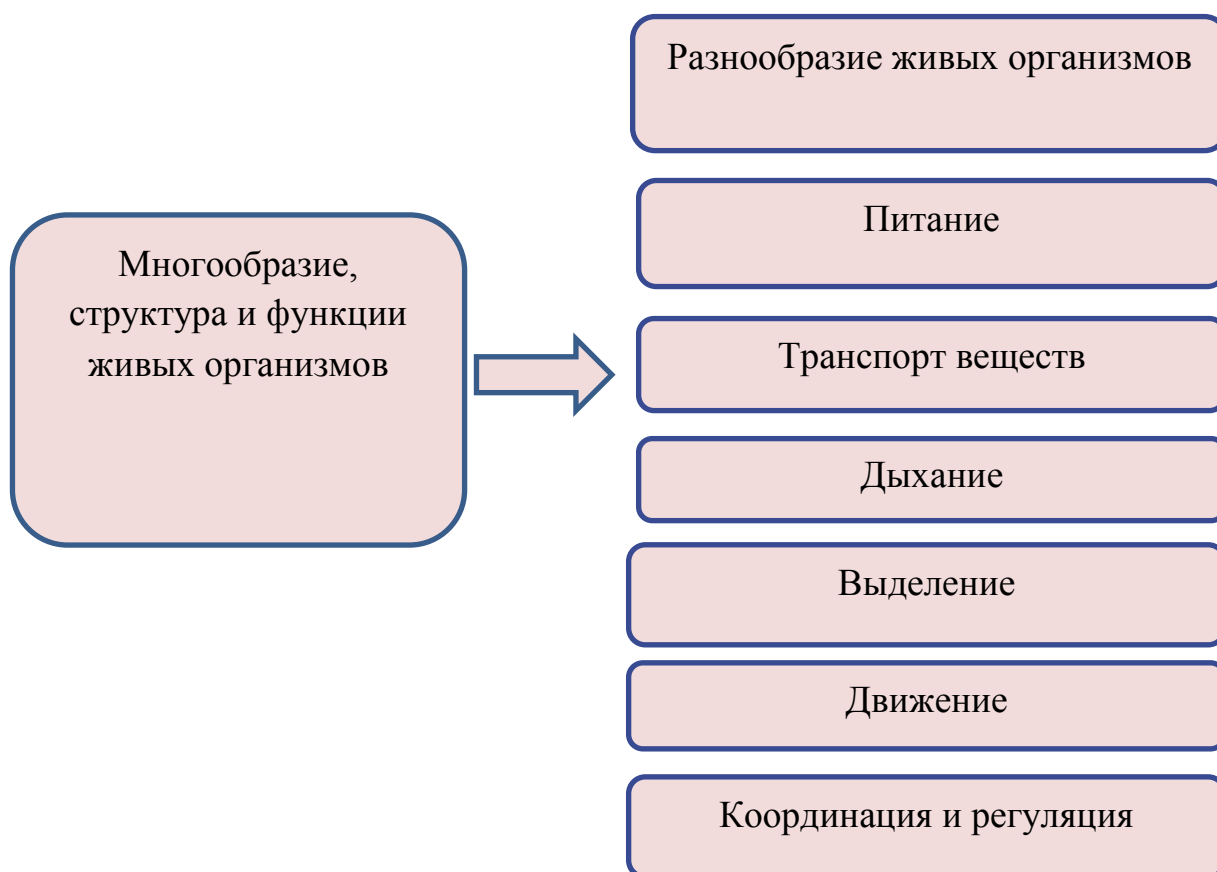 Многообразие,
структура и функции
живых организмов
Разнообразие живых организмов
Питание
Транспорт веществ
Дыхание
Выделение
Движение
Координация и регуляция